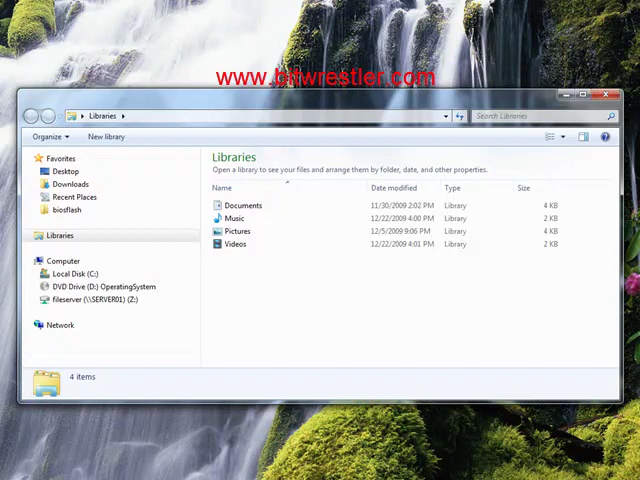 www.bitwrestler.com
Libraries
Search Libraries
Organize
New library
Favorites
Desktop
Downloads
Recent Places
biosflash
Libraries
Computer
Local Disk (C:)
DVD Drive (D:) OperatingSystem
fileserver (\\SERVER01) (Z:)
Network
Libraries
Open a library to see your files and arrange them by folder, date, and other properties.
Name Date modified Type Size
Documents 11/30/2009 2:02 PM Library 4 KB
Music 12/22/2009 4:00 PM Library 2 KB
Pictures 12/5/2009 9:06 PM Library 4 KB
Videos 12/22/2009 4:01 PM Library 2 KB
4 items